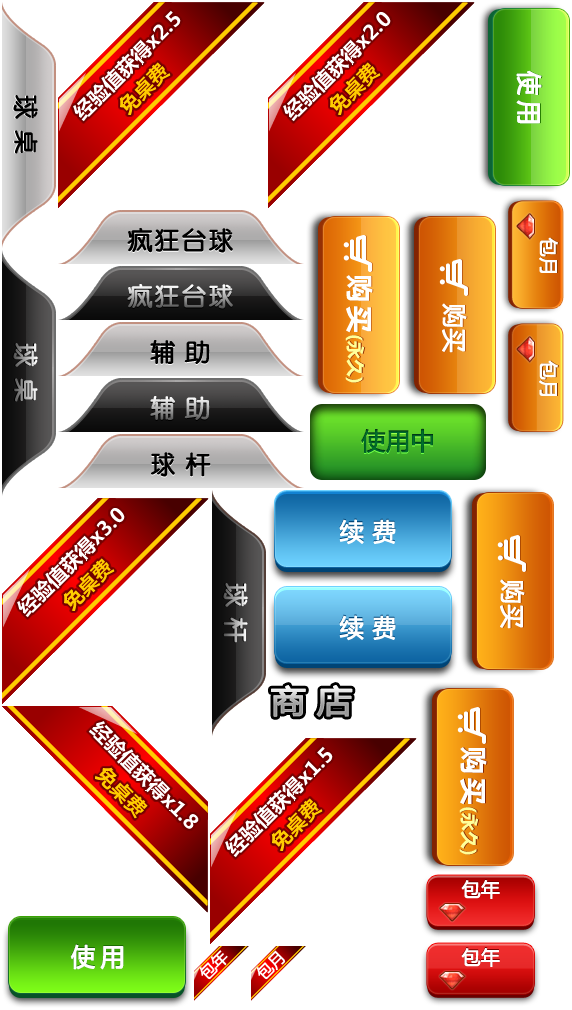 球桌
经验值获得x2.5
免桌费
经验值获得x2.0
免桌费
使用
疯狂台球
疯狂台球
辅助
辅助
球杆
球桌
购买(永久)
购买
包月
包月
使用中
经验值获得x3.0
免桌费
球杆
续费
续费
购买
商店
经验值获得x1.8
免桌费
经验值获得x1.5
免桌费
购买(永久)
包年
包年
使用
包年
包月